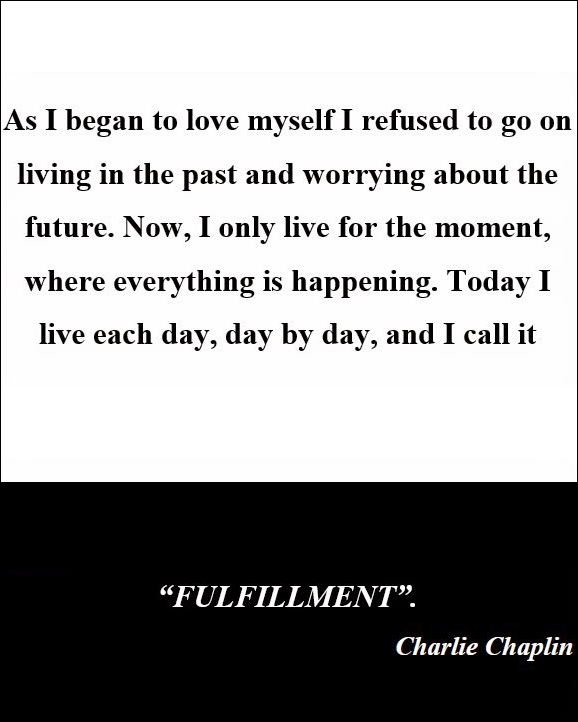 As I began to love myself I refused to go on
living in the past and worrying about the
future. Now, I only live for the moment,
where everything is happening. Today I
live each day, day by day, and I call it
“FULFILLMENT”.
Charlie Chaplin